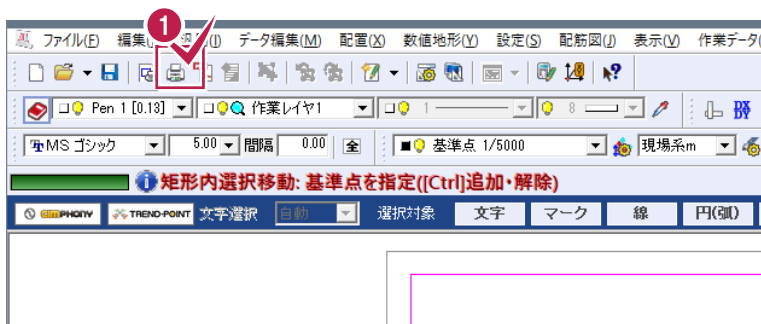 1
ファイル(F) 編集 (I) データ編集(M) 配置(X) 数値地形(Y) 設定(S) 配筋図(J) 表示(V) 作業データ(
Pen 1 [0.13] 作業レイヤ1 1 8
MS ゴシック 5.00 間隔 0.00 全 基準点 1/5000 現場系m
矩形内選択移動: 基準点を指定([Ctrl]追加・解除)
TREND-POINT 文字選択 自動 選択対象 文字 マーク 線 円(弧)